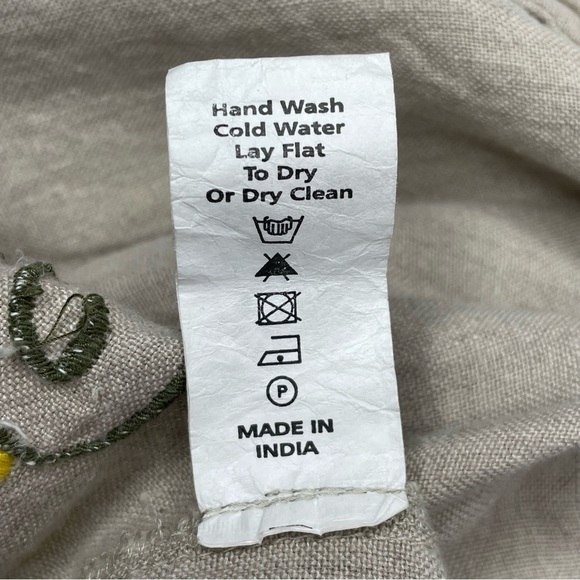 Hand Wash
Cold Water
Lay Flat
To Dry
Or Dry Clean
P
MADE IN
INDIA